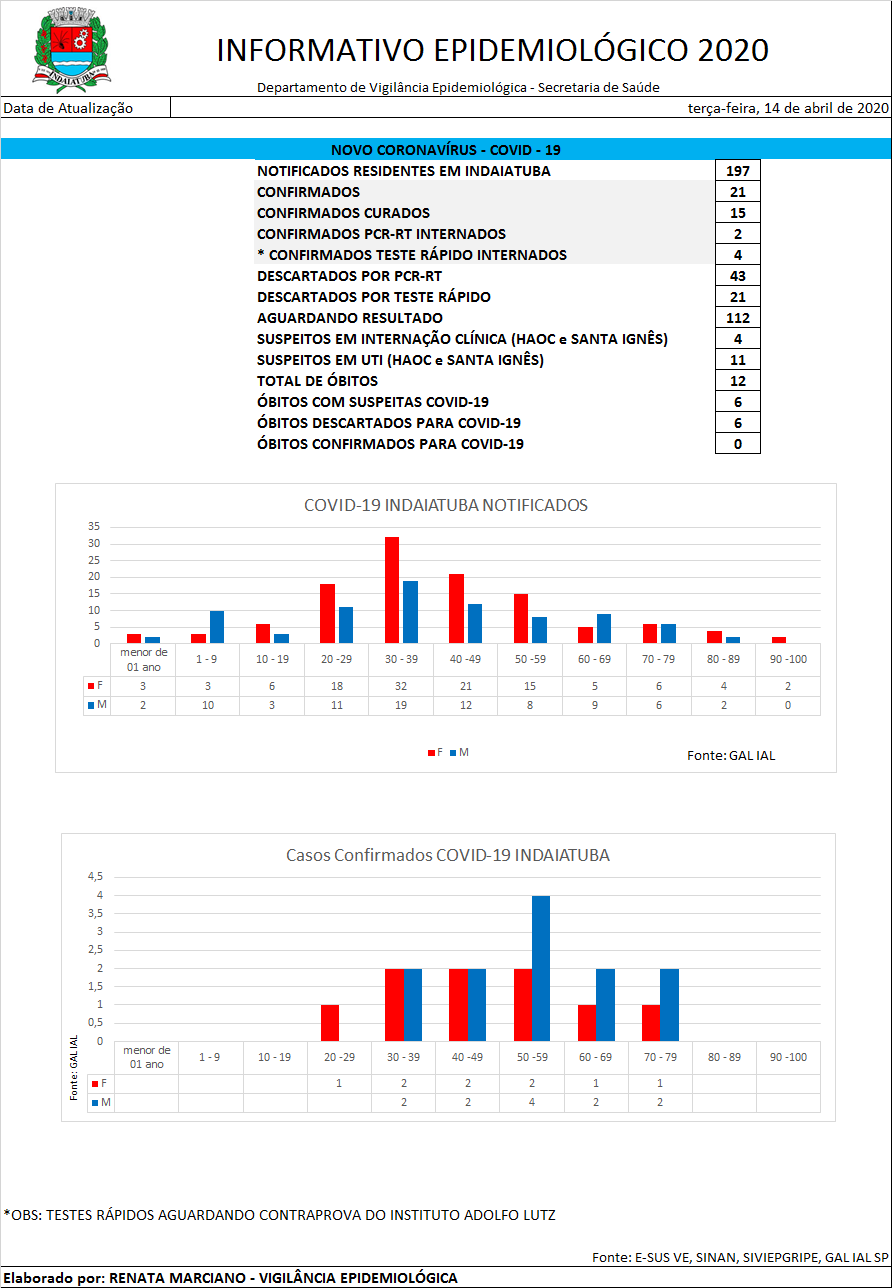 INDAIATUBA
INFORMATIVO EPIDEMIOLÓGICO 2020
Departamento de Vigilância Epidemiológica - Secretaria de Saúde
Data de Atualização terça-feira, 14 de abril de 2020
NOVO CORONAVÍRUS - COVID - 19
NOTIFICADOS RESIDENTES EM INDAIATUBA 197
CONFIRMADOS 21
CONFIRMADOS CURADOS 15
CONFIRMADOS PCR-RT INTERNADOS 2
* CONFIRMADOS TESTE RÁPIDO INTERNADOS 4
DESCARTADOS POR PCR-RT 43
DESCARTADOS POR TESTE RÁPIDO 21
AGUARDANDO RESULTADO 112
SUSPEITOS EM INTERNAÇÃO CLÍNICA (HAOC e SANTA IGNÊS) 4
SUSPEITOS EM UTI (HAOC e SANTA IGNÊS) 11
TOTAL DE ÓBITOS 12
ÓBITOS COM SUSPEITAS COVID-19 6
ÓBITOS DESCARTADOS PARA COVID-19 6
ÓBITOS CONFIRMADOS PARA COVID-19 0
COVID-19 INDAIATUBA NOTIFICADOS
35
30
25
20
15
10
5
0
menor de 01 ano 1 - 9 10 - 19 20 -29 30 - 39 40 -49 50 -59 60 - 69 70 - 79 80 - 89 90 -100
F 3 3 6 18 32 21 15 5 6 4 2
M 2 10 3 11 19 12 8 9 6 2 0
F M
Fonte: GAL IAL
Casos Confirmados COVID-19 INDAIATUBA
4,5
4
3,5
3
2,5
2
1,5
1
0,5
0
menor de 01 ano 1 - 9 10 - 19 20 -29 30 - 39 40 -49 50 -59 60 - 69 70 - 79 80 - 89 90 -100
F 1 2 2 2 1 1
M 2 2 4 2 2
Fonte: GAL IAL
*OBS: TESTES RÁPIDOS AGUARDANDO CONTRAPROVA DO INSTITUTO ADOLFO LUTZ
Fonte: E-SUS VE, SINAN, SIVIEPGRIPE, GAL IAL SP
Elaborado por: RENATA MARCIANO - VIGILÂNCIA EPIDEMIOLÓGICA